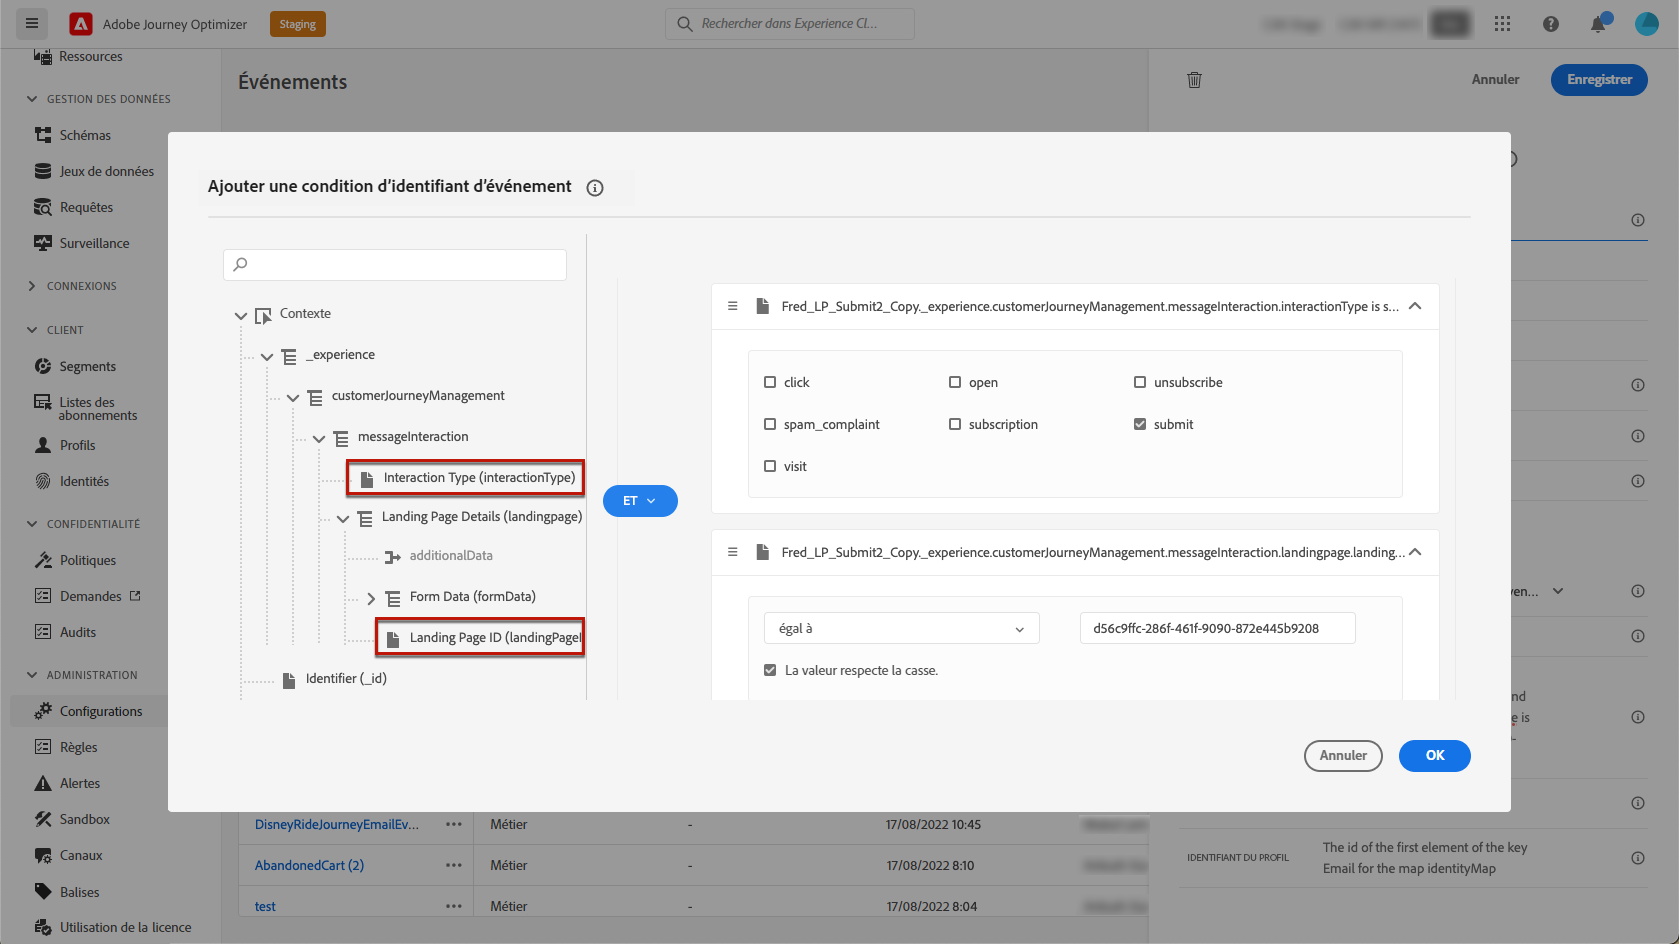 Adobe Journey Optimizer
Staging
Rechercher dans Experience Cl...
Ressources
GESTION DES DONNÉES
Schémas
Jeux de données
Requêtes
Surveillance
CONNEXIONS
CLIENT
Segments
Listes des
abonnements
Profils
Identités
CONFIDENTIALITÉ
Politiques
Demandes
Audits
ADMINISTRATION
Configurations
Règles
Alertes
Sandbox
Canaux
Balises
Utilisation de la licence
Événements
Annuler
Enregistrer
Ajouter une condition d'identifiant d'événement
Contexte
_experience
customerJourneyManagement
messageInteraction
Interaction Type (interactionType)
Landing Page Details (landingpage)
additionalData
Form Data (formData)
Landing Page ID (landingPageI
Identifier (_id)
ET
Fred_LP_Submit2_Copy._experience.customerJourneyManagement.messageInteraction.interactionType is s...
click
open
unsubscribe
spam_complaint
subscription
submit
visit
Fred_LP_Submit2_Copy._experience.customerJourneyManagement.messageInteraction.landingpage.landing...
égal à
d56c9ffc-286f-461f-9090-872e445b9208
La valeur respecte la casse.
Annuler
OK
ven...
nd
e is
DisneyRideJourneyEmailEv...
•••
Métier
-
17/08/2022 10:45
AbandonedCart (2)
•••
Métier
-
17/08/2022 8:10
test
•••
Métier
-
17/08/2022 8:04
IDENTIFIANT DU PROFIL
The id of the first element of the key
Email for the map identityMap